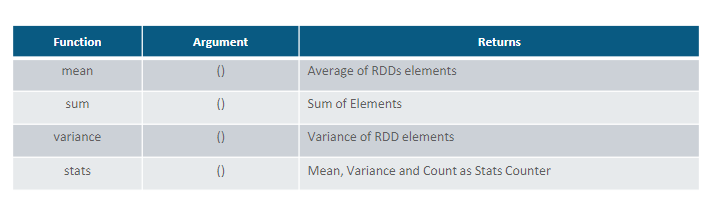 Function Argument Returns
mean () Average of RDDs elements
sum () Sum of Elements
variance () Variance of RDD elements
stats () Mean, Variance and Count as Stats Counter